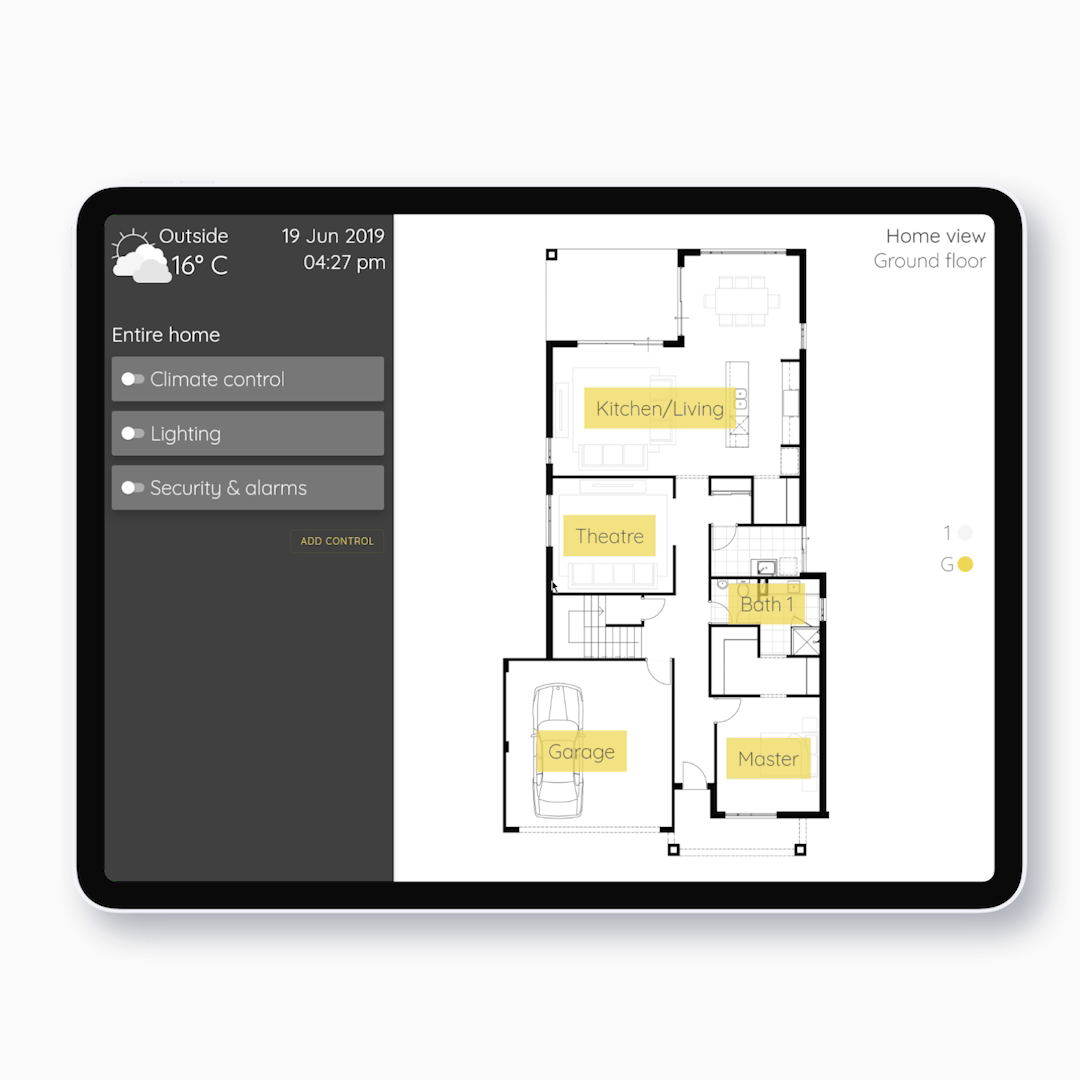 Outside
16° C
19 Jun 2019
04:27 pm
Entire home
Climate control
Lighting
Security & alarms
ADD CONTROL
Home view
Ground floor
Kitchen/Living
Theatre
Bath 1
Garage
Master
1
G